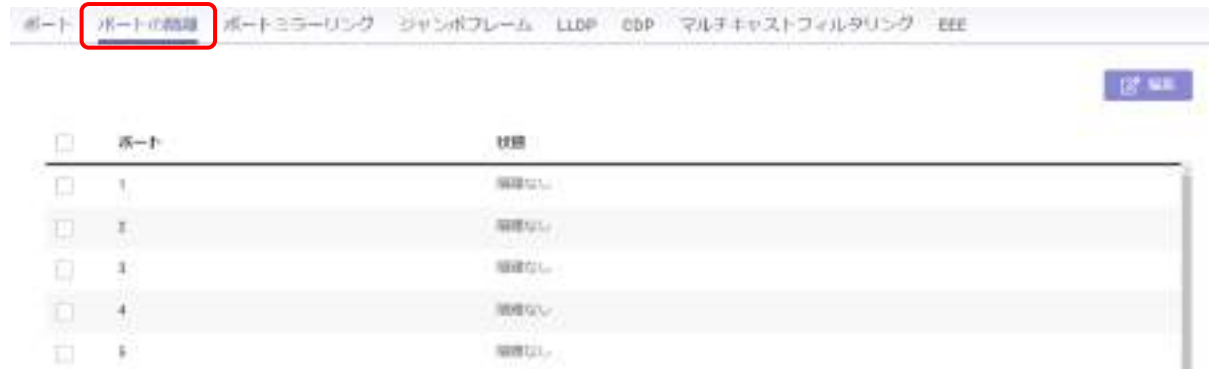 ポート ポートの隔離 ポートミラーリング ジャンボフレーム LLDP CDP マルチキャストフィルタリング EEE
編集
ポート 状態
1 隔離なし
2 隔離なし
3 隔離なし
4 隔離なし
5 隔離なし